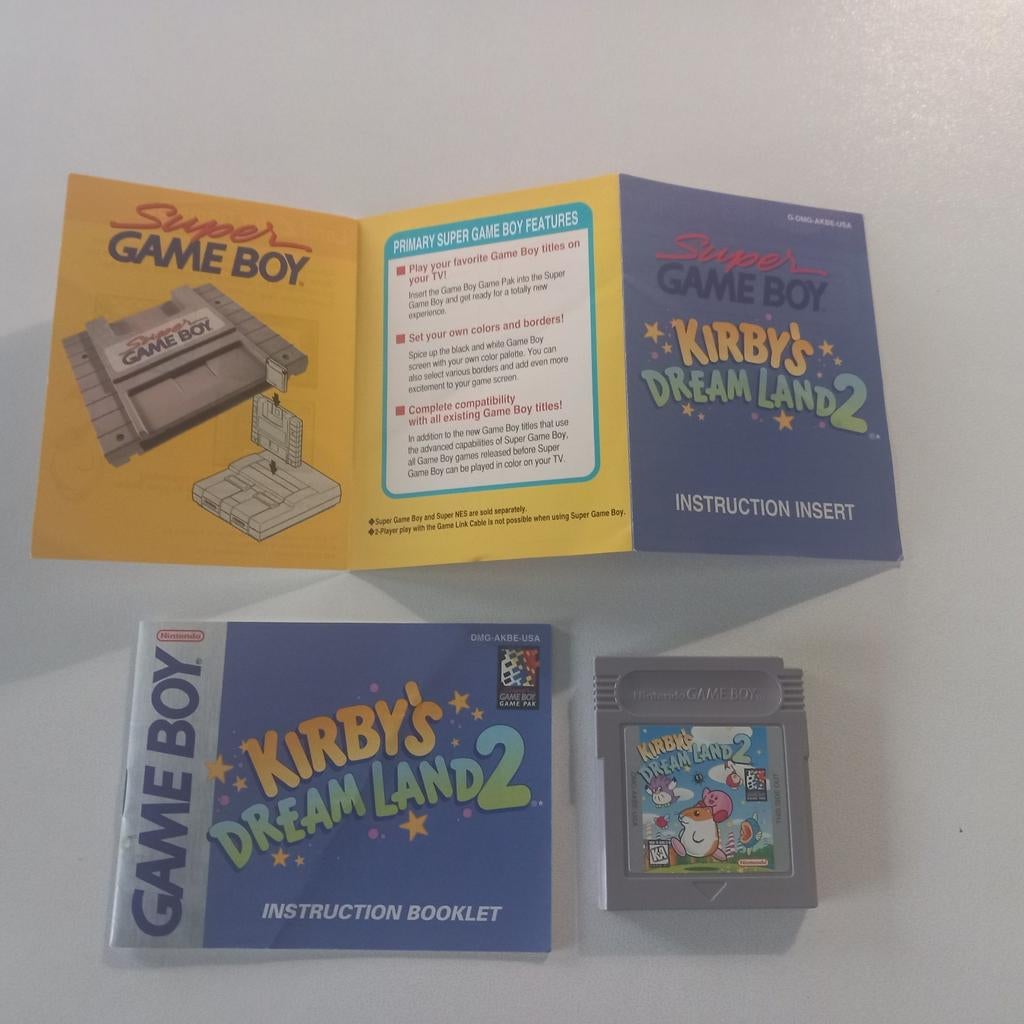 Super
GAME BOY
Super
GAME BOY
PRIMARY SUPER GAME BOY FEATURES
Play your favorite Game Boy titles on
your TV!
Insert the Game Boy Game Pak into the Super
Game Boy and get ready for a totally new
experience.
Set your own colors and borders!
Spice up the black and white Game Boy
screen with your own color palette. You can
also select various borders and add even more
excitement to your game screen.
Complete compatibility
with all existing Game Boy titles!
In addition to the new Game Boy titles that use
the advanced capabilities of Super Game Boy,
all Game Boy games released before Super
Game Boy can be played in color on your TV.
◆Super Game Boy and Super NES are sold separately.
◆2-Player play with the Game Link Cable is not possible when using Super Game Boy.
G-DMG-AKBE-USA
Super
GAME BOY
KIRBY'S
DREAM LAND 2
INSTRUCTION INSERT
Nintendo
GAME BOY
DMG-AKBE-USA
GAME BOY
GAME PAK
KIRBY'S
DREAM LAND 2
INSTRUCTION BOOKLET
Nintendo GAME BOY
KIRBY'S
DREAM LAND 2
THIS SIDE OUT
K-A
Nintendo